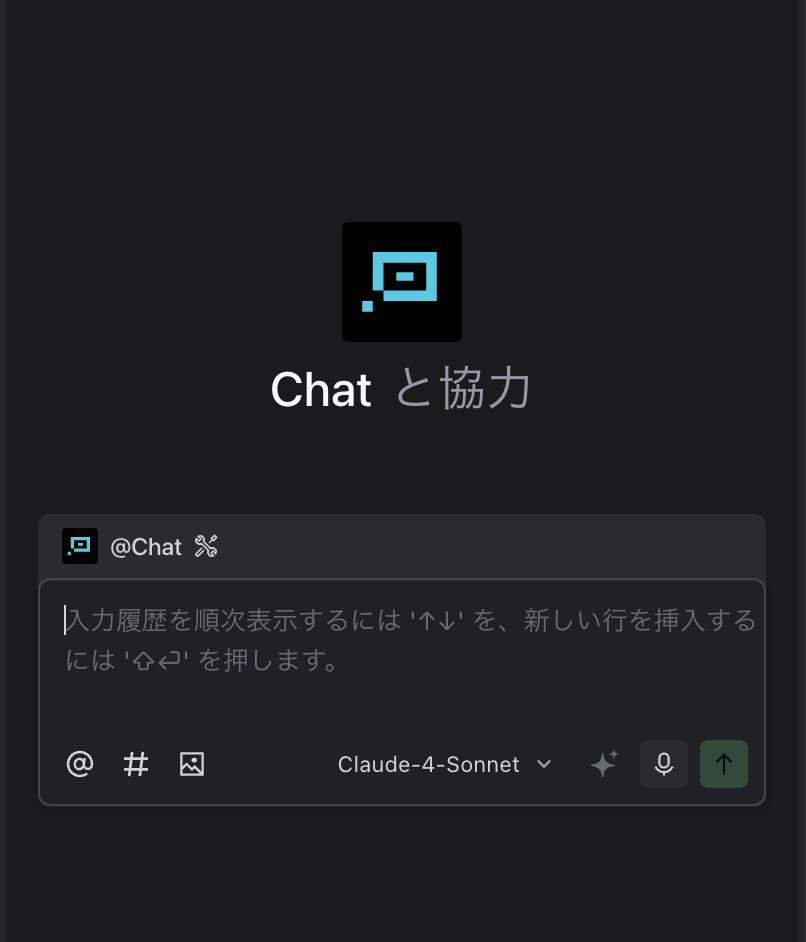 Chat と協力
@Chat
入力履歴を順次表示するには '↑↓' を、新しい行を挿入する
には '⇧⏎' を押します。
@ # Claude-4-Sonnet